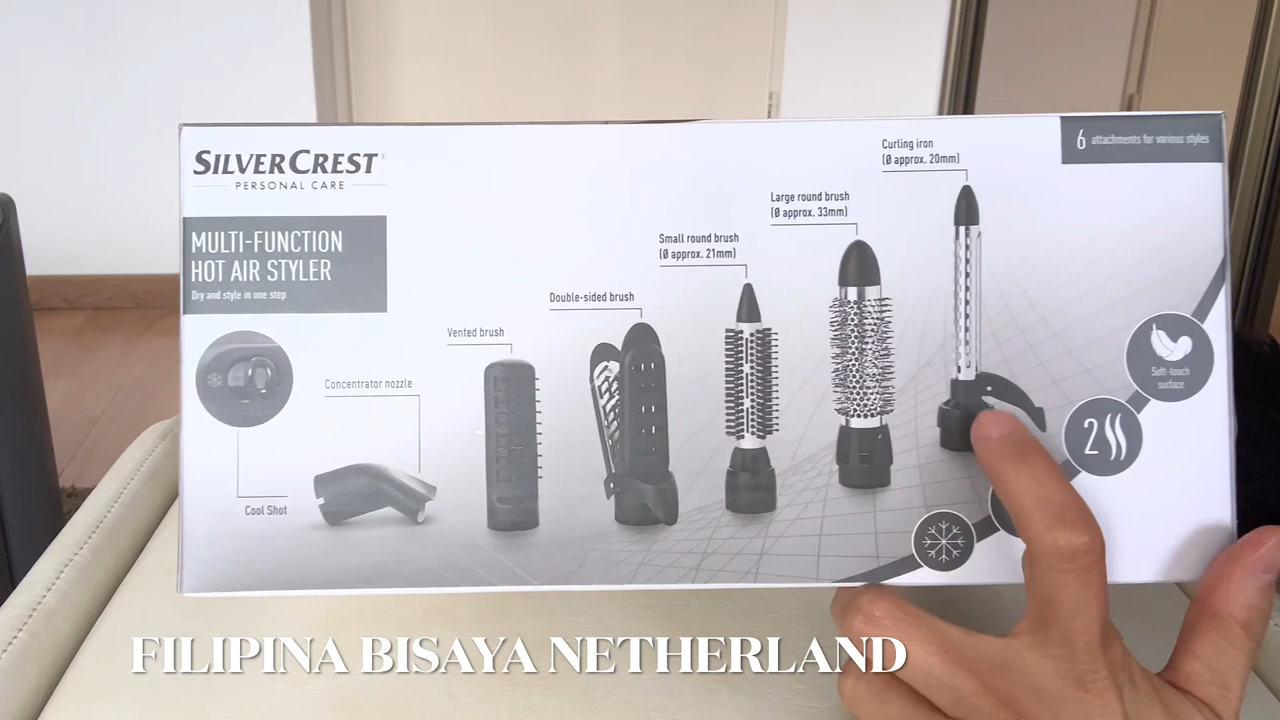 SILVERCREST®
PERSONAL CARE
MULTI-FUNCTION
HOT AIR STYLER
Dry and style in one step
6 attachments for various styles
Cool Shot
Concentrator nozzle
Vented brush
Double-sided brush
Small round brush
(Ø approx. 21mm)
Large round brush
(Ø approx. 33mm)
Curling iron
(Ø approx. 20mm)
Soft-touch
surface
2
FILIPINA BISAYA NETHERLAND